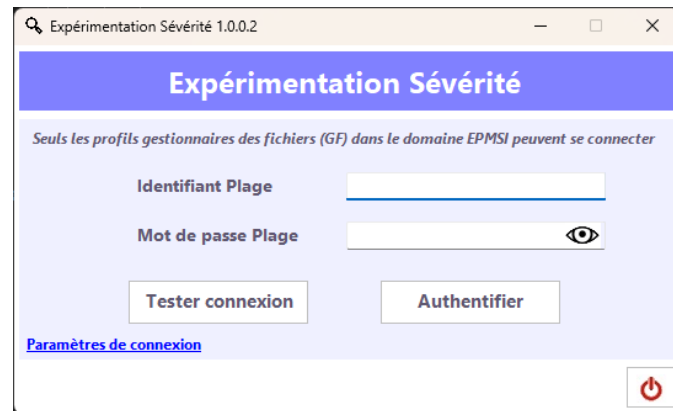 Expérimentation Sévérité 1.0.0.2
Expérimentation Sévérité
Seuls les profils gestionnaires des fichiers (GF) dans le domaine EPMSI peuvent se connecter
Identifiant Plage
Mot de passe Plage
Tester connexion Authentifier
Paramètres de connexion